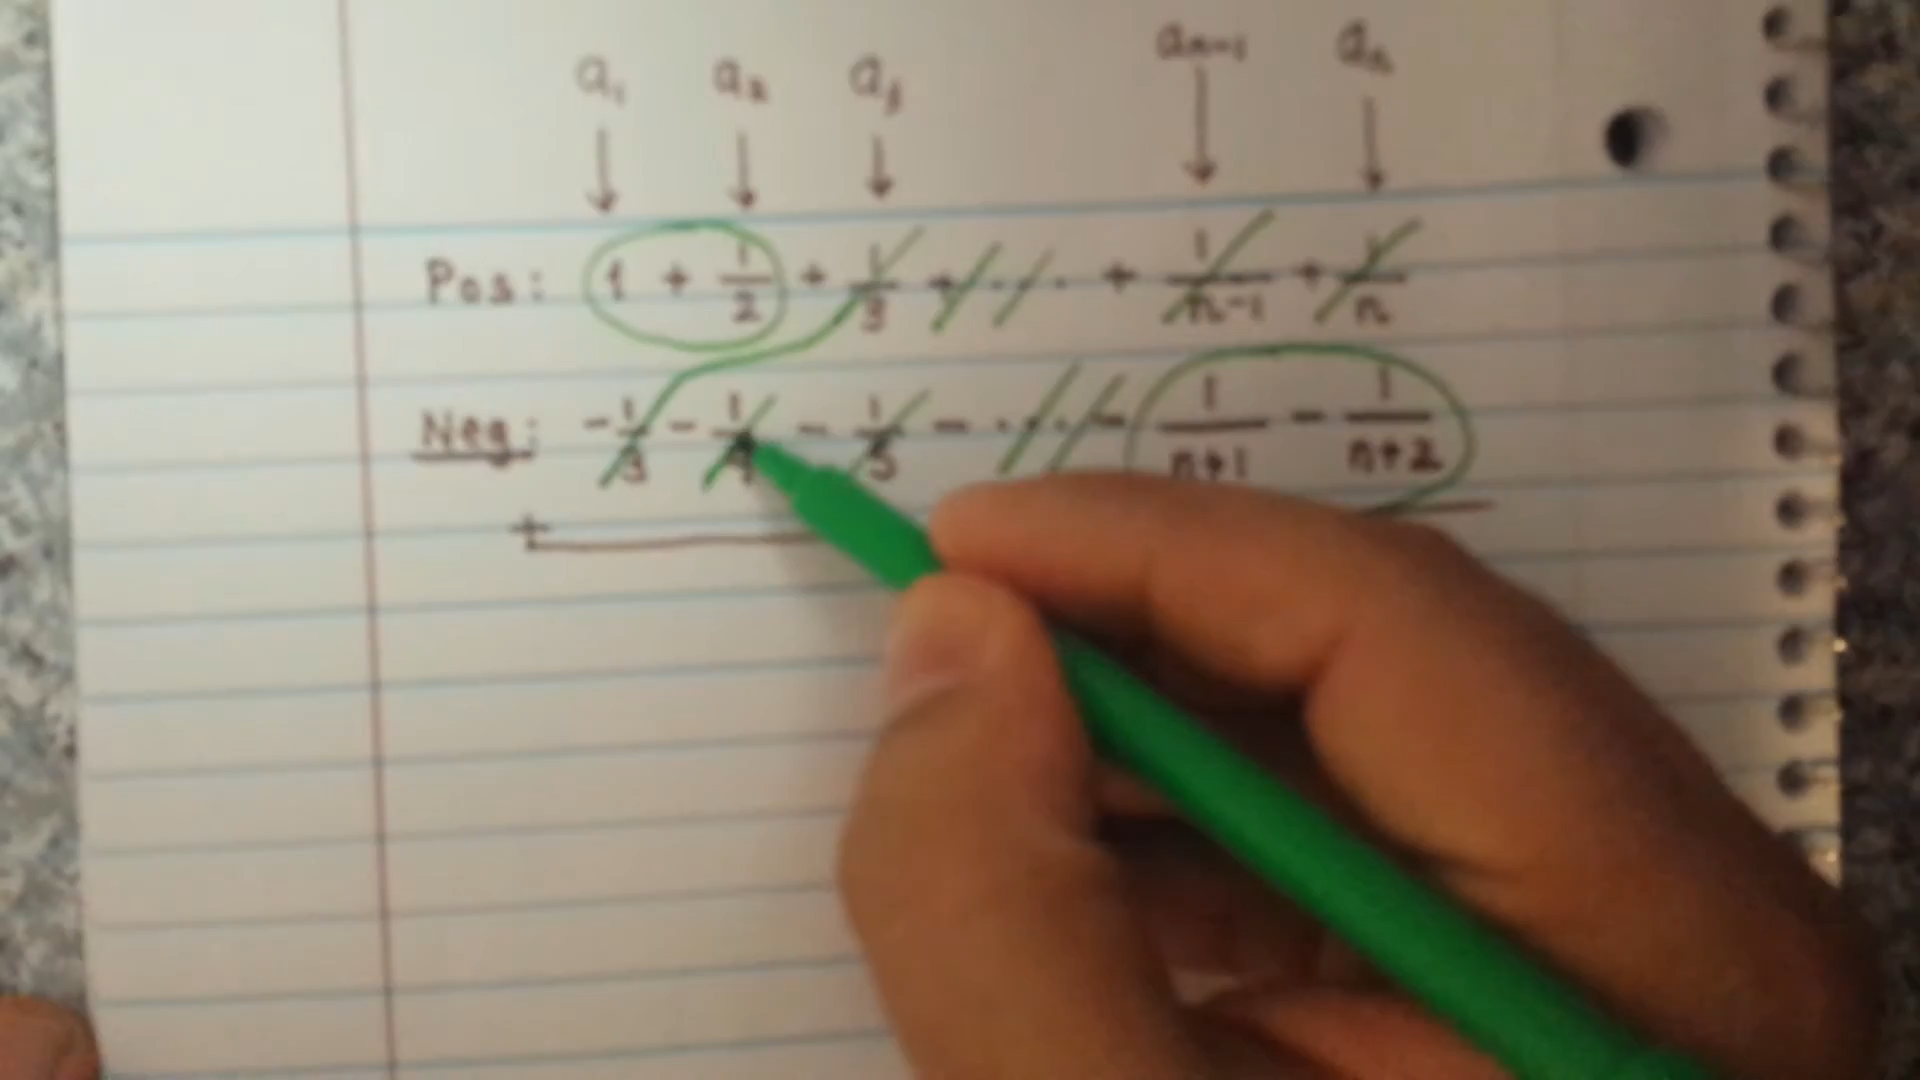 a₁ a₂ a₃ aₙ₋₁ aₙ
Pos: 1 + 1/2 + 1/3 + ... + 1/n-1 + 1/n
Neg: - 1/3 - 1/4 - 1/5 - ... - 1/n+1 - 1/n+2
+